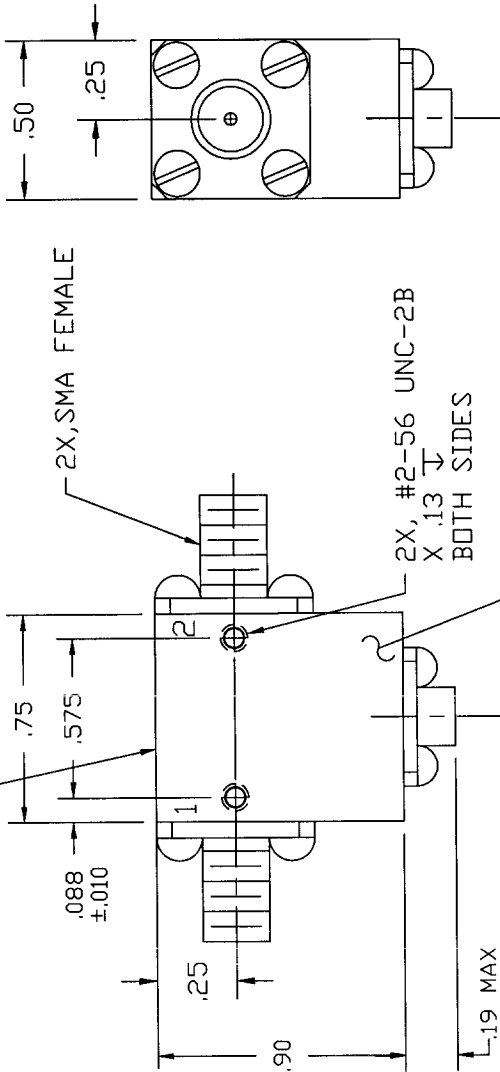 .50
.25
2X,SMA FEMALE
.75
.575
.088
±.010
1
2
.25
2X, #2-56 UNC-2B
X .13
BOTH SIDES
.90
.19 MAX